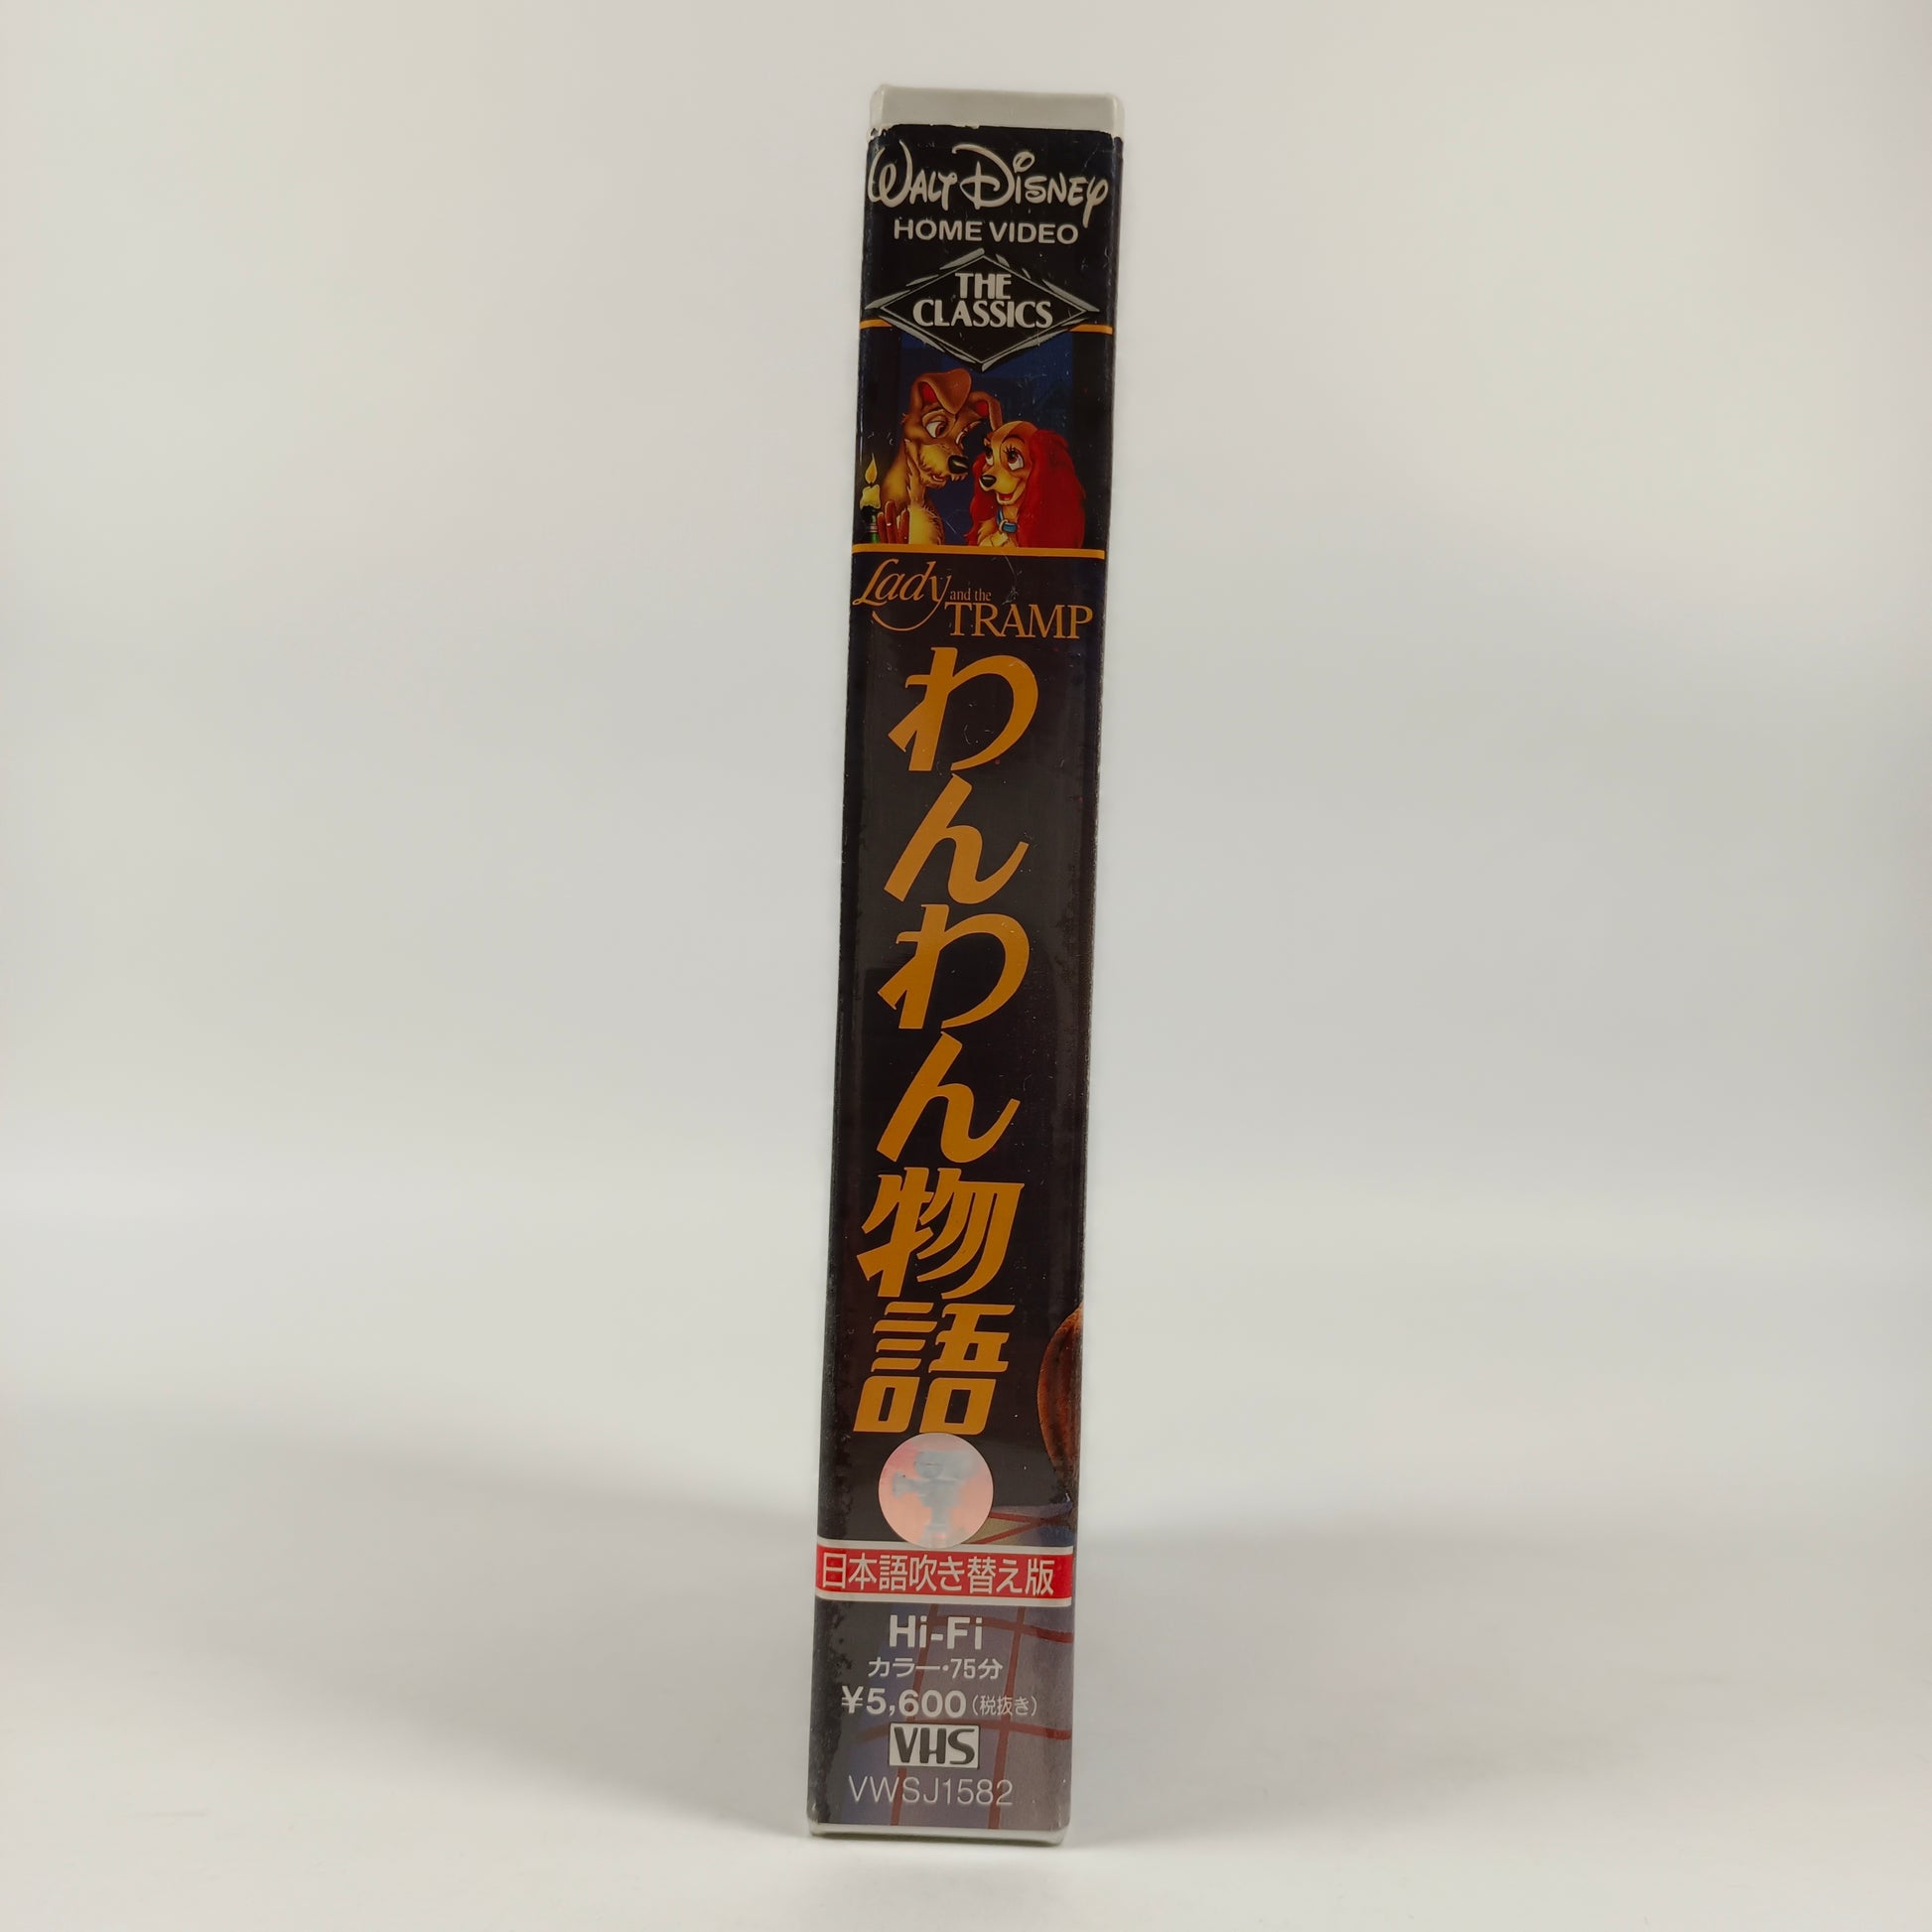 WALT DISNEY
HOME VIDEO
THE
CLASSICS
Lady and the
TRAMP
わんわん物語
日本語吹き替え版
Hi-Fi
カラー・75分
¥5,600(税抜き)
VHS
VWSJ1582